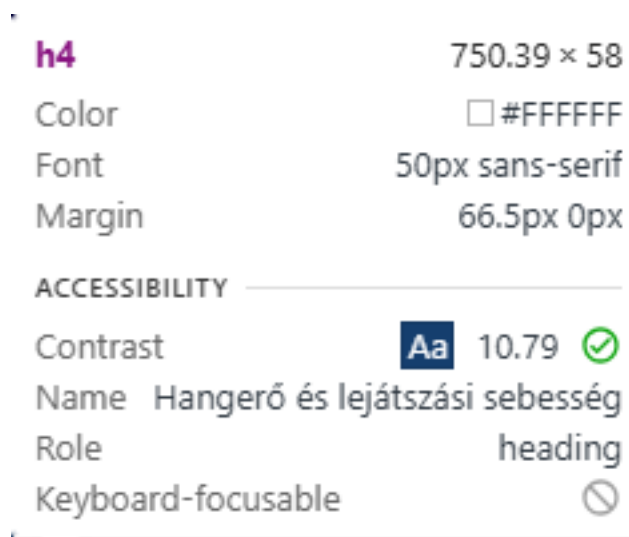 h4 750.39 × 58
Color #FFFFFF
Font 50px sans-serif
Margin 66.5px 0px
ACCESSIBILITY
Contrast Aa 10.79
Name Hangerő és lejátszási sebesség
Role heading
Keyboard-focusable